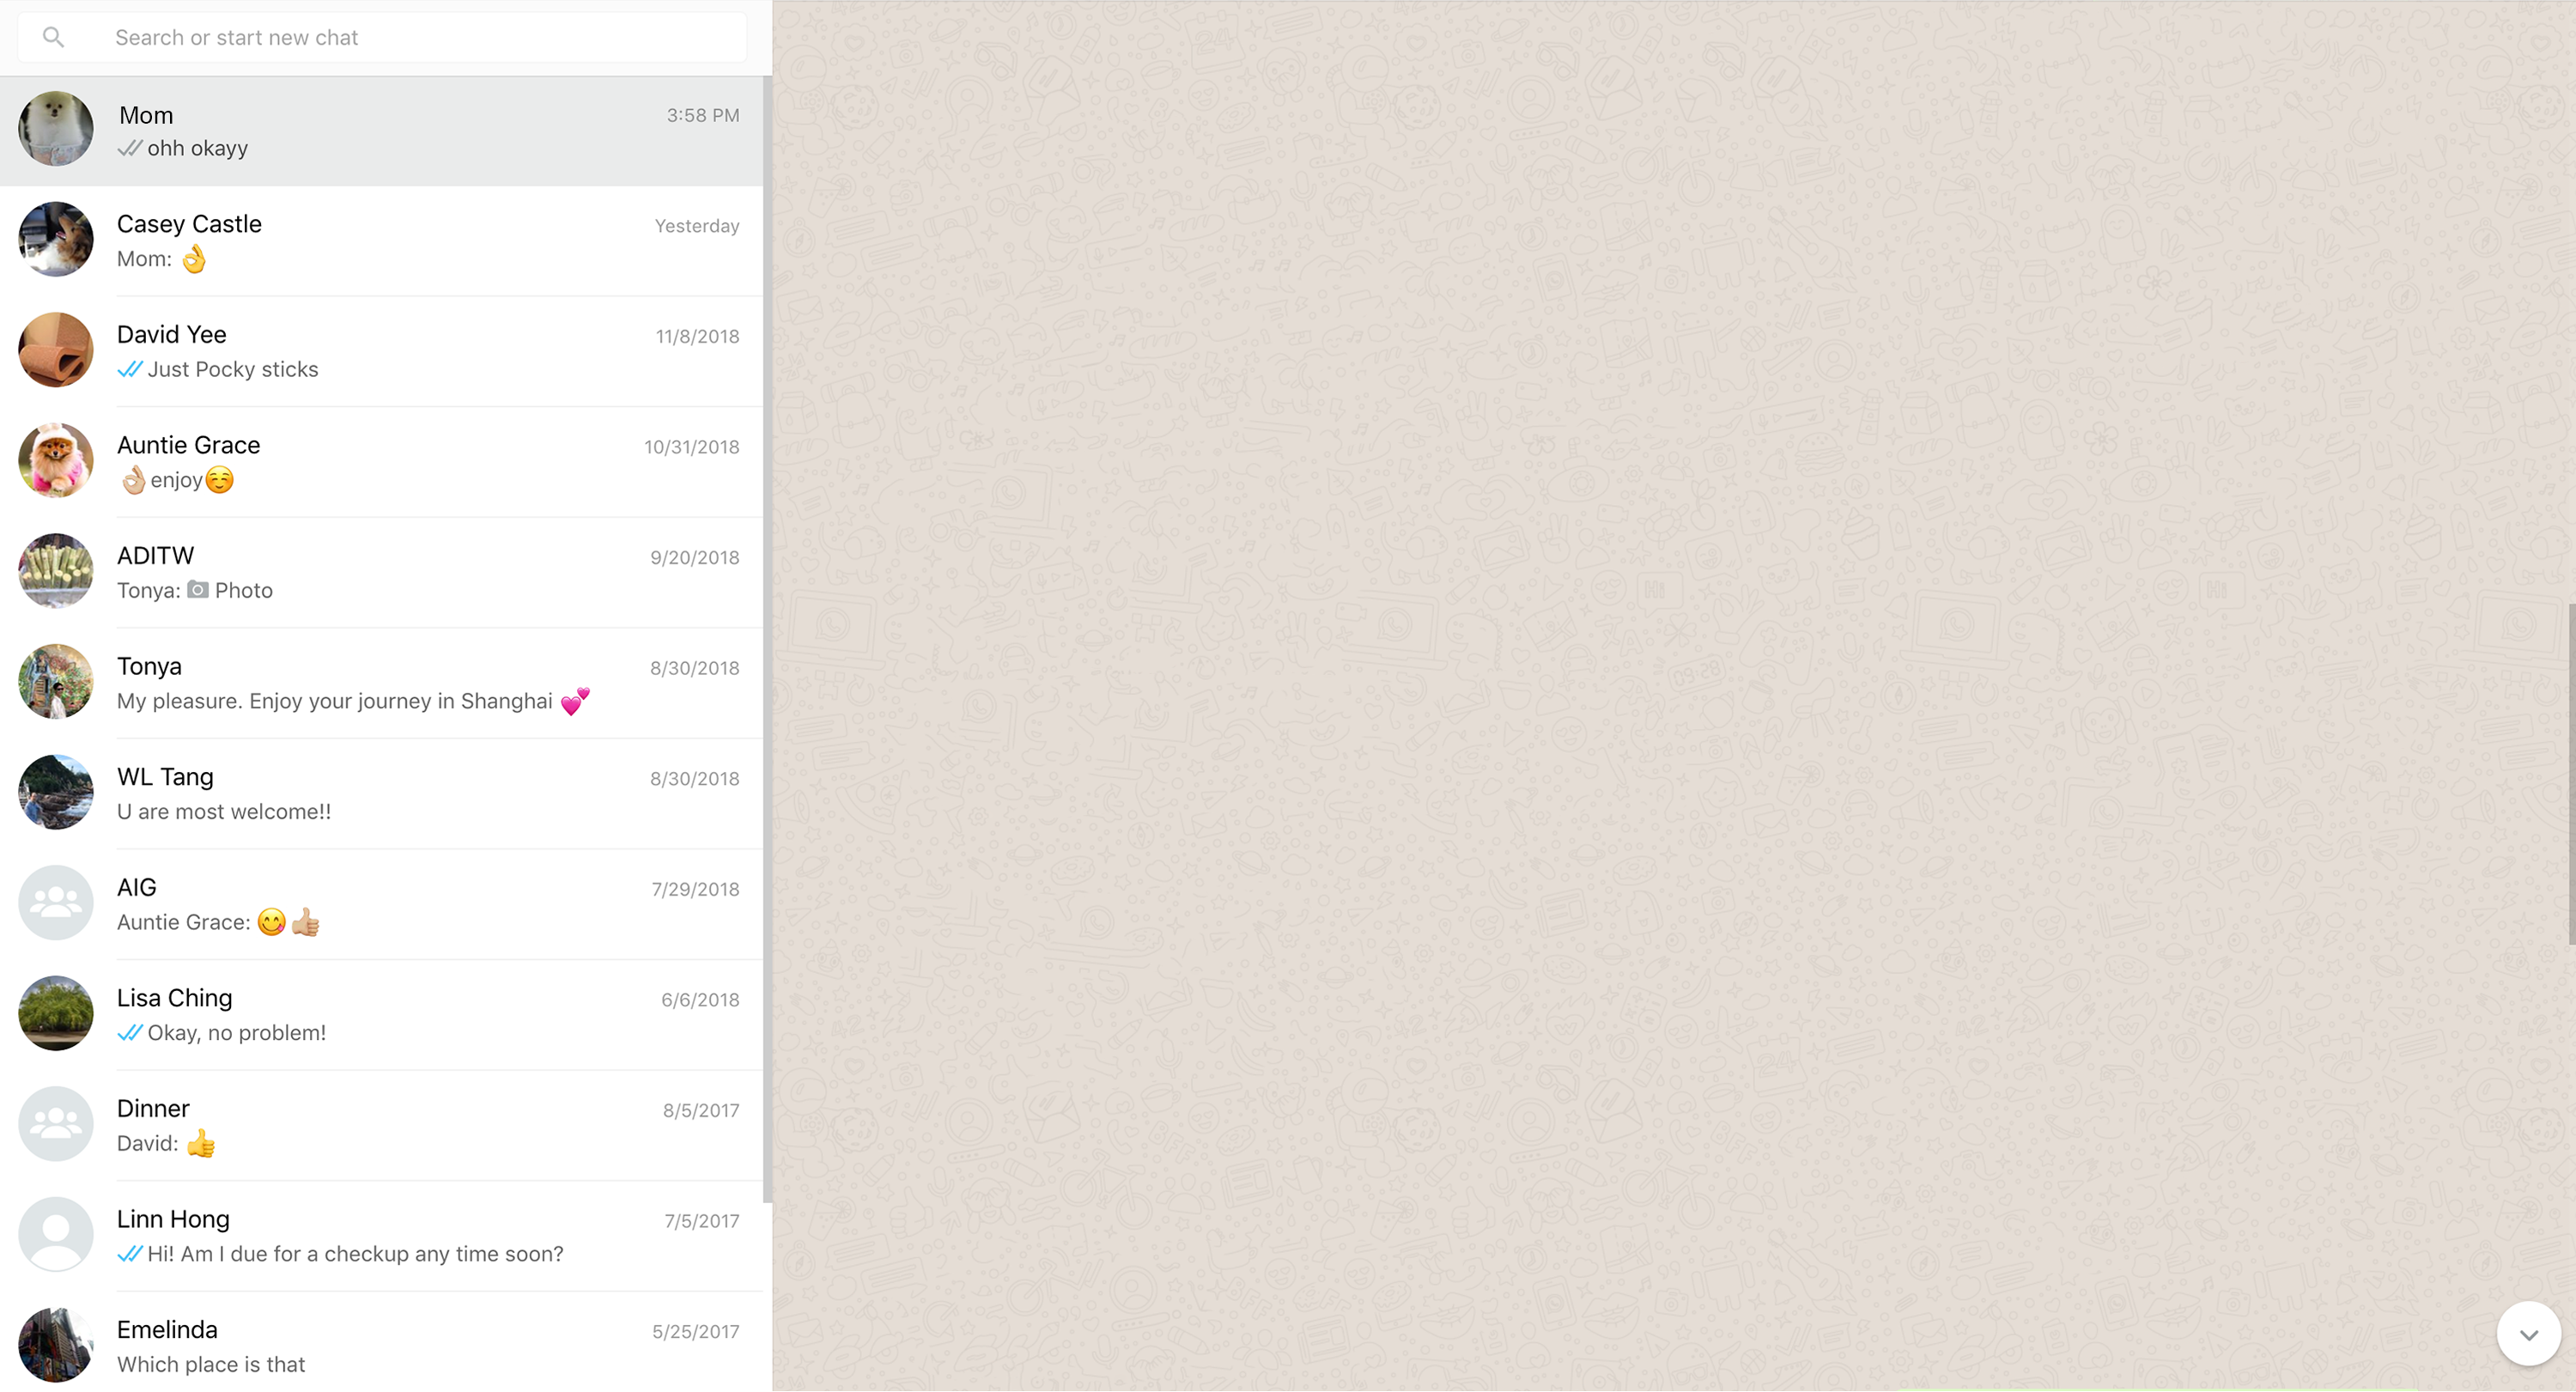 Search or start new chat
Mom 3:58 PM
ohh okayy
Casey Castle Yesterday
Mom: 👌
David Yee 11/8/2018
Just Pocky sticks
Auntie Grace 10/31/2018
👌🏼enjoy☺️
ADITW 9/20/2018
Tonya: 📷 Photo
Tonya 8/30/2018
My pleasure. Enjoy your journey in Shanghai 💕
WL Tang 8/30/2018
U are most welcome!!
AIG 7/29/2018
Auntie Grace: 😋👍🏼
Lisa Ching 6/6/2018
Okay, no problem!
Dinner 8/5/2017
David: 👍
Linn Hong 7/5/2017
Hi! Am I due for a checkup any time soon?
Emelinda 5/25/2017
Which place is that